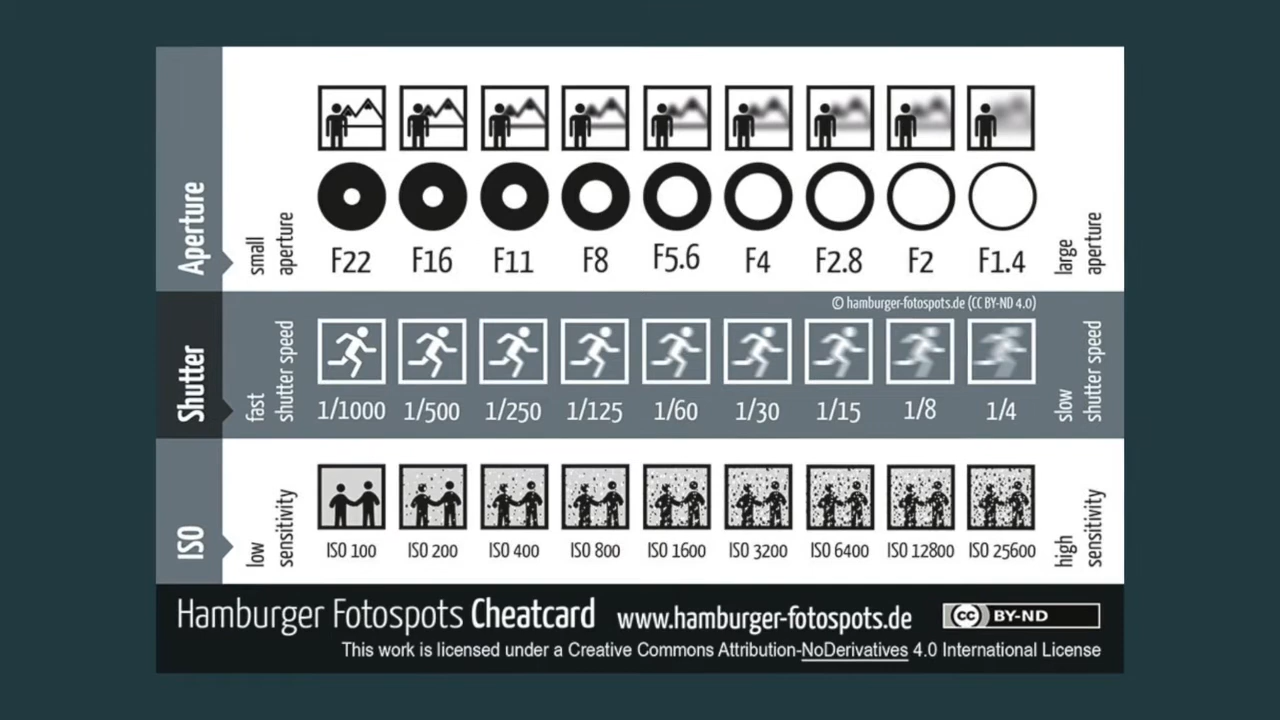 Aperture
small
aperture
F22 F16 F11 F8 F5.6 F4 F2.8 F2 F1.4
large
aperture
© hamburger-fotospots.de (CC BY-ND 4.0)
Shutter
fast
shutter speed
1/1000 1/500 1/250 1/125 1/60 1/30 1/15 1/8 1/4
slow
shutter speed
ISO
low
sensitivity
ISO 100 ISO 200 ISO 400 ISO 800 ISO 1600 ISO 3200 ISO 6400 ISO 12800 ISO 25600
high
sensitivity
Hamburger Fotospots Cheatcard www.hamburger-fotospots.de cc BY-ND
This work is licensed under a Creative Commons Attribution-NoDerivatives 4.0 International License